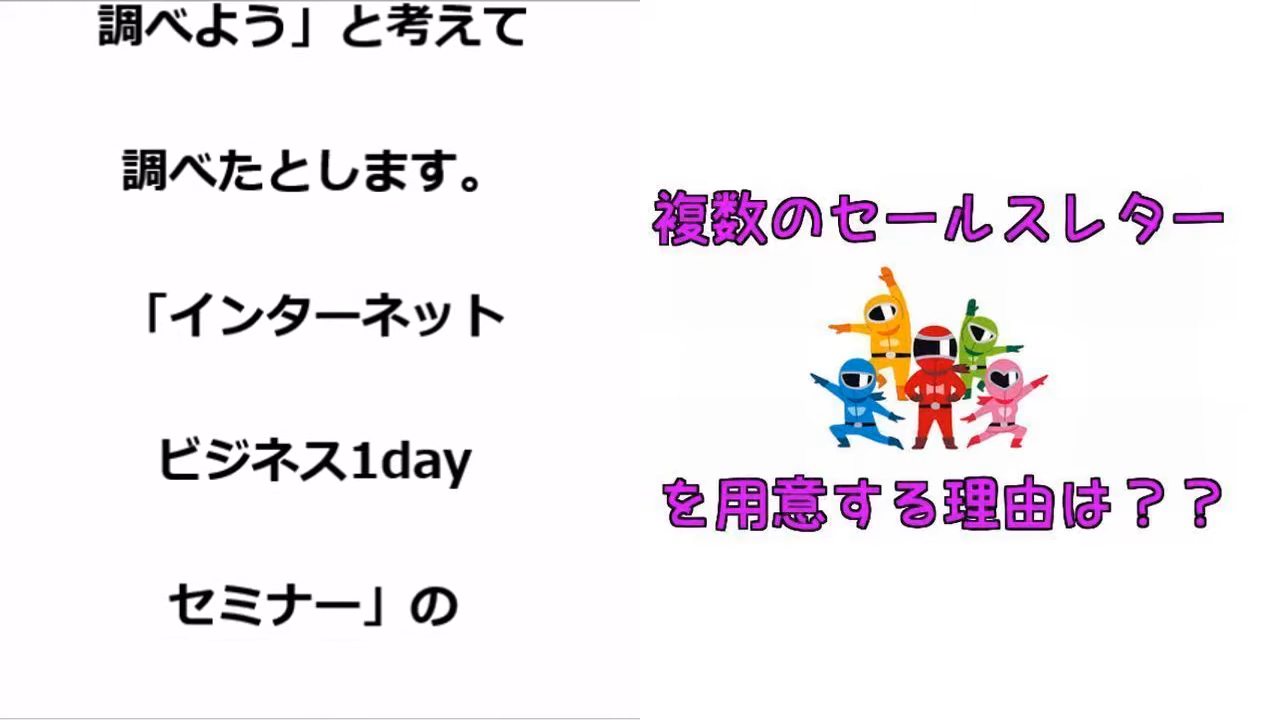 調べよう」と考えて
調べたとします。
「インターネット
ビジネス1day
セミナー」の
複数のセールスレター
を用意する理由は？？